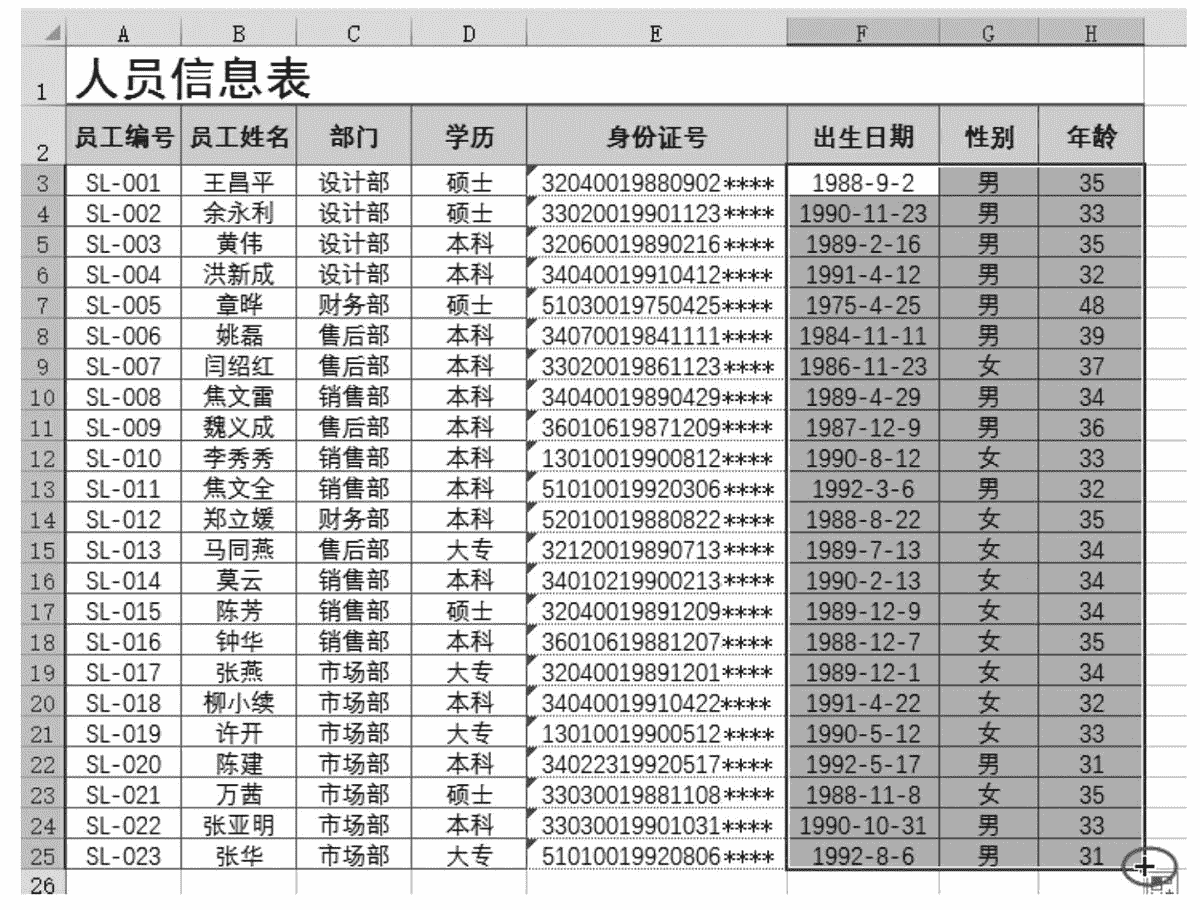 A B C D E F G H
1 人员信息表
2 员工编号 员工姓名 部门 学历 身份证号 出生日期 性别 年龄
3 SL-001 王昌平 设计部 硕士 32040019880902**** 1988-9-2 男 35
4 SL-002 余永利 设计部 硕士 33020019901123**** 1990-11-23 男 33
5 SL-003 黄伟 设计部 本科 32060019890216**** 1989-2-16 男 35
6 SL-004 洪新成 设计部 本科 34040019910412**** 1991-4-12 男 32
7 SL-005 章晔 财务部 硕士 51030019750425**** 1975-4-25 男 48
8 SL-006 姚磊 售后部 本科 34070019841111**** 1984-11-11 男 39
9 SL-007 闫绍红 售后部 本科 33020019861123**** 1986-11-23 女 37
10 SL-008 焦文雷 销售部 本科 34040019890429**** 1989-4-29 男 34
11 SL-009 魏义成 售后部 本科 36010619871209**** 1987-12-9 男 36
12 SL-010 李秀秀 销售部 本科 13010019900812**** 1990-8-12 女 33
13 SL-011 焦文全 销售部 本科 51010019920306**** 1992-3-6 男 32
14 SL-012 郑立媛 财务部 本科 52010019880822**** 1988-8-22 女 35
15 SL-013 马同燕 售后部 大专 32120019890713**** 1989-7-13 女 34
16 SL-014 莫云 销售部 本科 34010219900213**** 1990-2-13 女 34
17 SL-015 陈芳 销售部 硕士 32040019891209**** 1989-12-9 女 34
18 SL-016 钟华 销售部 本科 36010619881207**** 1988-12-7 女 35
19 SL-017 张燕 市场部 大专 32040019891201**** 1989-12-1 女 34
20 SL-018 柳小续 市场部 本科 34040019910422**** 1991-4-22 女 32
21 SL-019 许开 市场部 大专 13010019900512**** 1990-5-12 女 33
22 SL-020 陈建 市场部 本科 34022319920517**** 1992-5-17 男 31
23 SL-021 万茜 市场部 硕士 33030019881108**** 1988-11-8 女 35
24 SL-022 张亚明 市场部 本科 33030019901031**** 1990-10-31 男 33
25 SL-023 张华 市场部 大专 51010019920806**** 1992-8-6 男 31
26